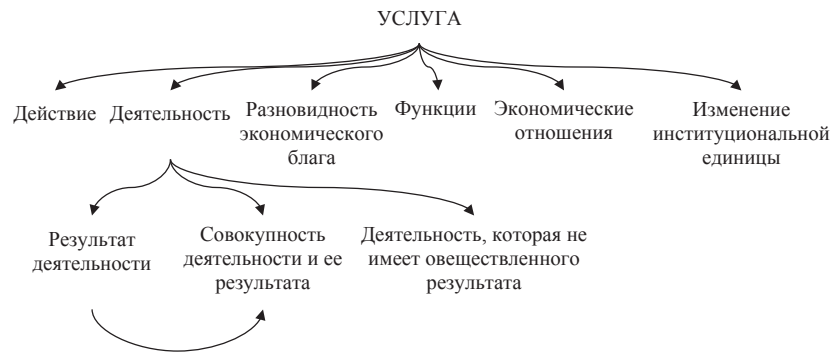 УСЛУГА
Действие
Деятельность
Разновидность
экономического
блага
Функции
Экономические
отношения
Изменение
институциональной
единицы
Результат
деятельности
Совокупность
деятельности и ее
результата
Деятельность, которая не
имеет овеществленного
результата